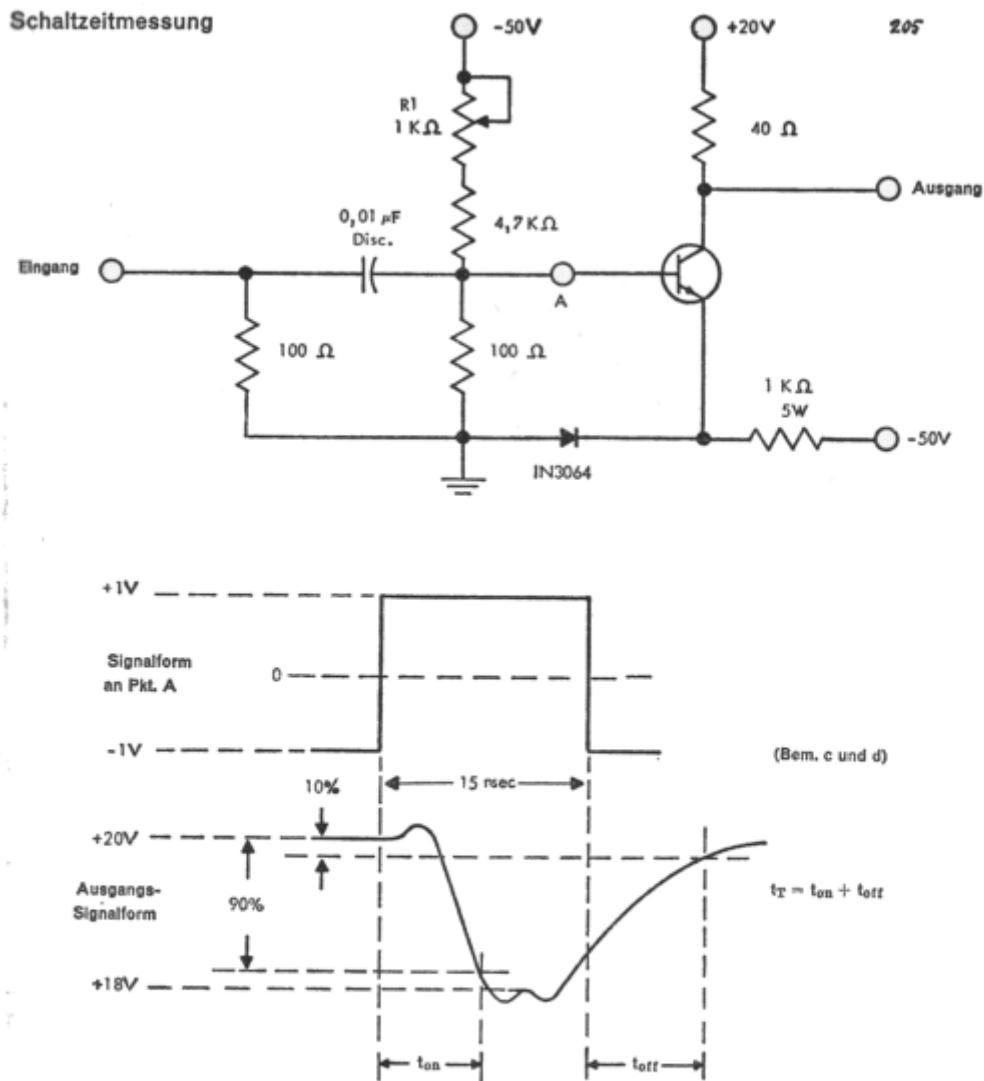 Schaltzeitmessung
-50V
+20V
205
R1
1 KΩ
40 Ω
Ausgang
0,01 μF
Disc.
4,7 KΩ
Eingang
A
100 Ω
100 Ω
1 KΩ
5W
-50V
IN3064
+1V
Signalform
an Pkt. A
0
-1V
(Bem. c und d)
15 nsec
10%
+20V
Ausgangs-
Signalform
90%
tT = ton + toff
+18V
ton
toff